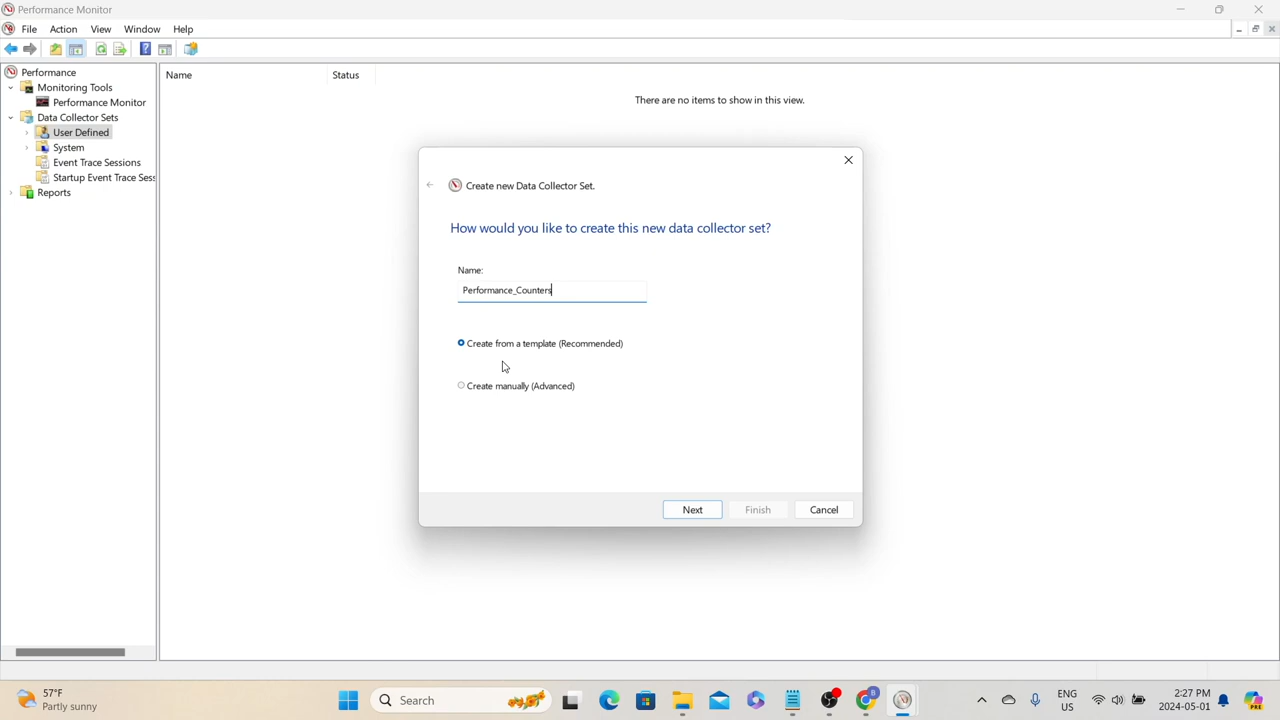 Performance Monitor
File Action View Window Help
Performance
Monitoring Tools
Performance Monitor
Data Collector Sets
User Defined
System
Event Trace Sessions
Startup Event Trace Sess
Reports
Name Status
There are no items to show in this view.
Create new Data Collector Set.
How would you like to create this new data collector set?
Name:
Performance_Counters
Create from a template (Recommended)
Create manually (Advanced)
Next Finish Cancel
57°F
Partly sunny
Search
ENG
US
2:27 PM
2024-05-01